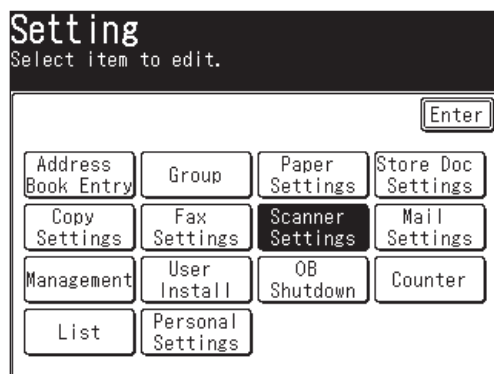 Setting
Select item to edit.
Enter
Address
Book Entry
Group
Paper
Settings
Store Doc
Settings
Copy
Settings
Fax
Settings
Scanner
Settings
Mail
Settings
Management
User
Install
OB
Shutdown
Counter
List
Personal
Settings